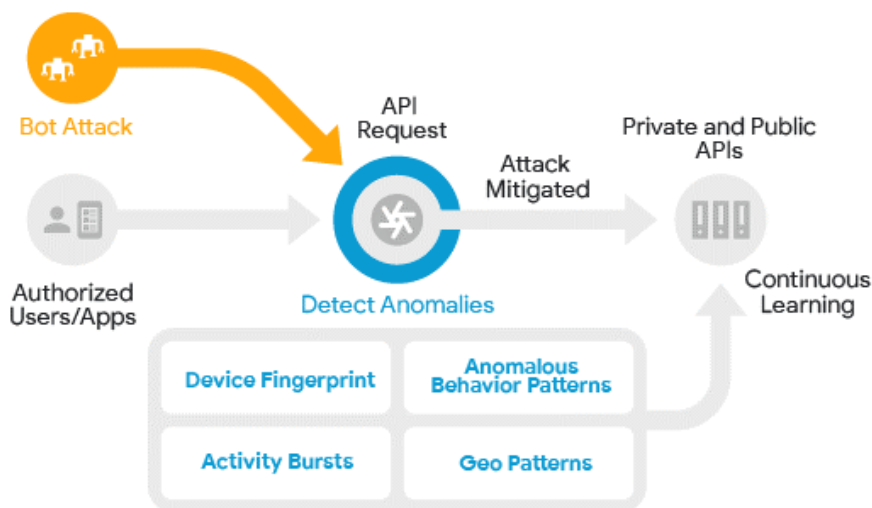 Bot Attack
API
Request
Private and Public
APIs
Attack
Mitigated
Authorized
Users/Apps
Detect Anomalies
Continuous
Learning
Device Fingerprint
Anomalous
Behavior Patterns
Activity Bursts
Geo Patterns